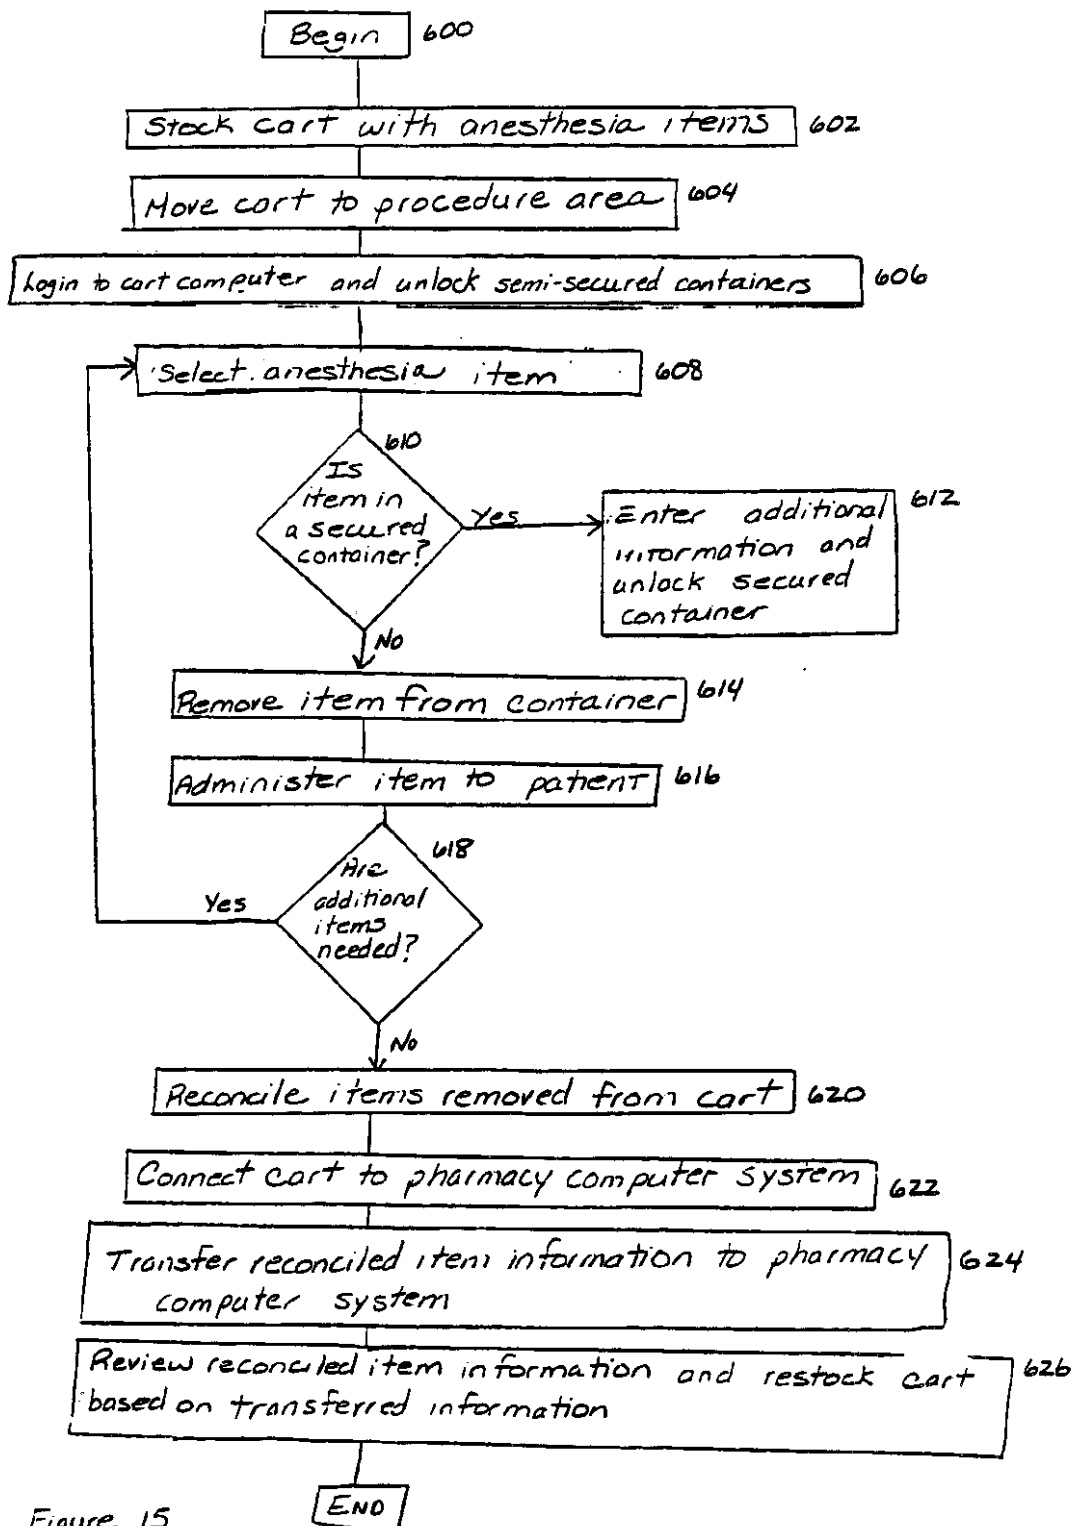 Begin 600
Stock cart with anesthesia items 602
Move cart to procedure area 604
Login to cart computer and unlock semi-secured containers 606
Select anesthesia item 608
610
Is
item in
a secured
container?
Yes
612
Enter additional
information and
unlock secured
container
No
Remove item from container 614
Administer item to patient 616
618
Are
additional
items
needed?
Yes
No
Reconcile items removed from cart 620
Connect cart to pharmacy computer system 622
Transfer reconciled item information to pharmacy 624
computer system
Review reconciled item information and restock cart 626
based on transferred information
END
Figure 15